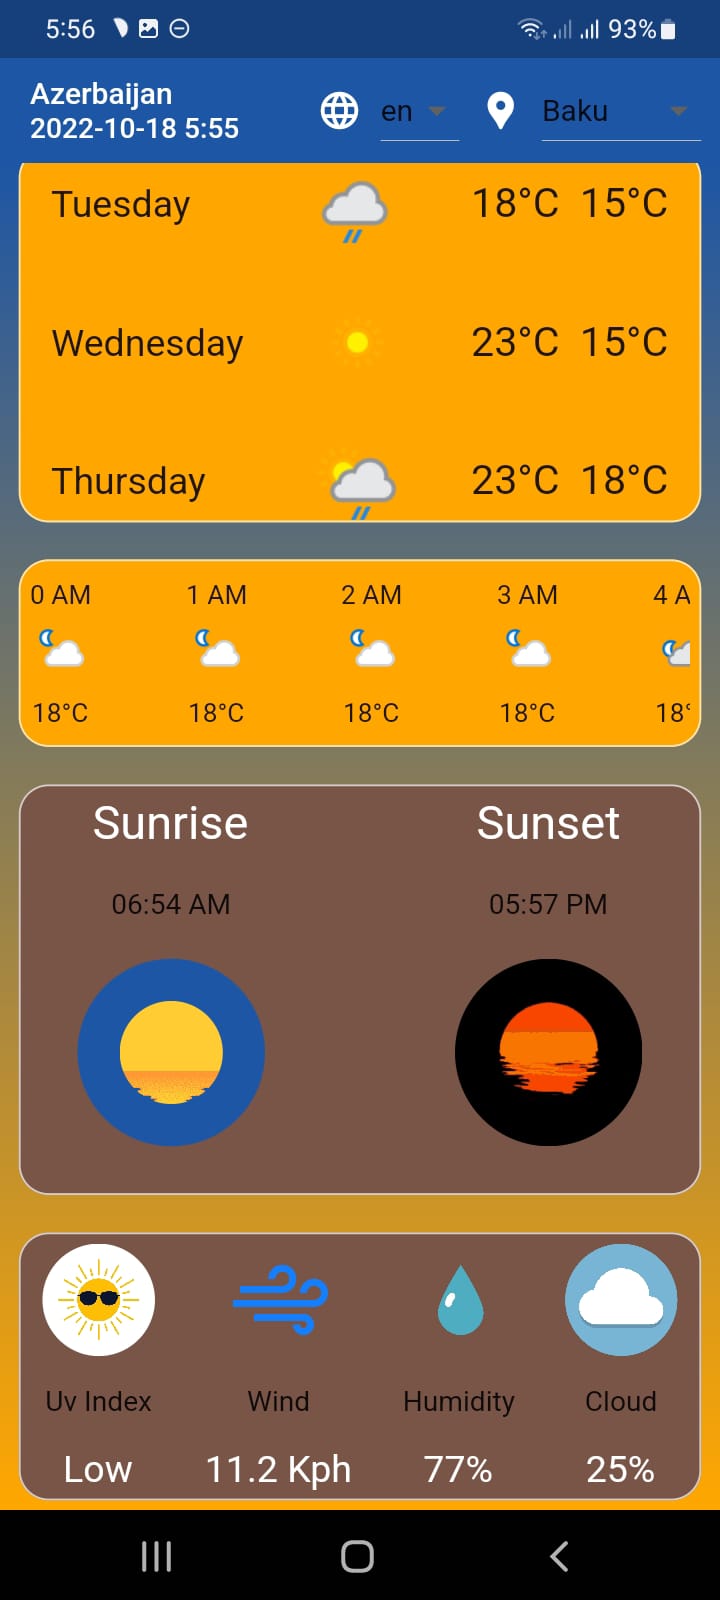 5:56 93%
Azerbaijan
2022-10-18 5:55
en Baku
Tuesday 18°C 15°C
Wednesday 23°C 15°C
Thursday 23°C 18°C
0 AM 1 AM 2 AM 3 AM 4 A
18°C 18°C 18°C 18°C 18°
Sunrise Sunset
06:54 AM 05:57 PM
Uv Index Wind Humidity Cloud
Low 11.2 Kph 77% 25%